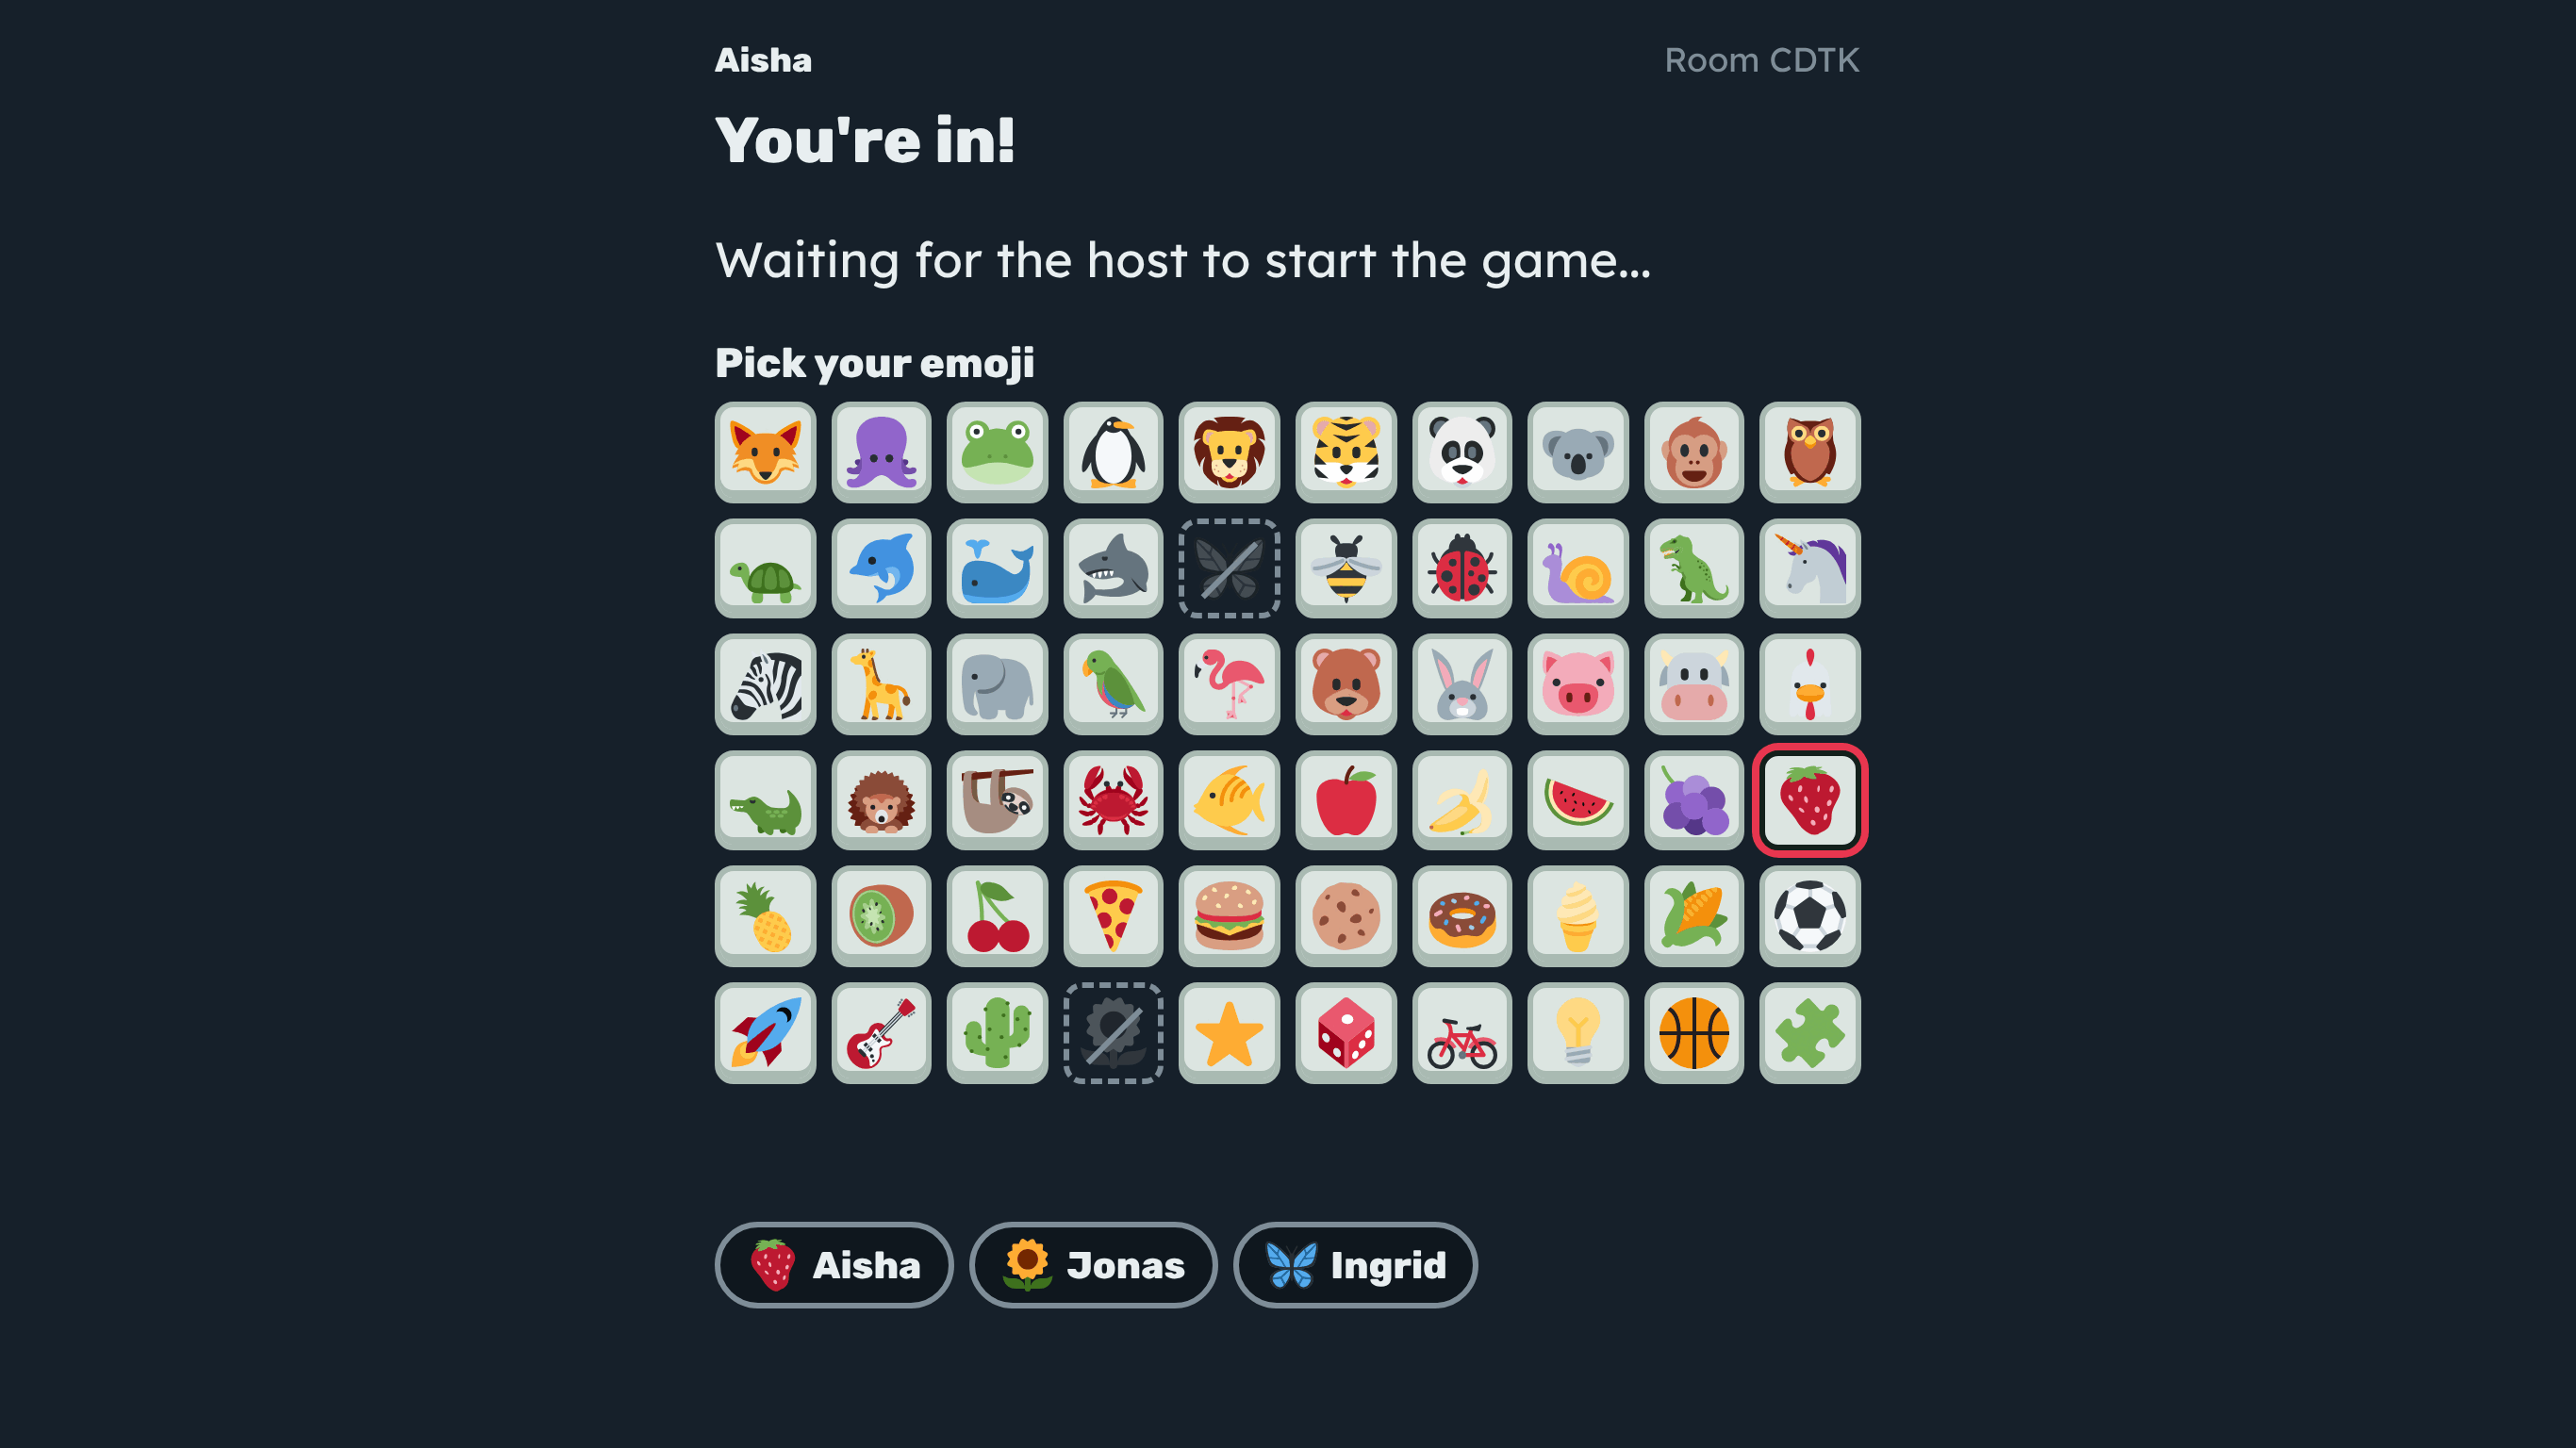 Aisha
Room CDTK
You're in!
Waiting for the host to start the game...
Pick your emoji
Aisha
Jonas
Ingrid